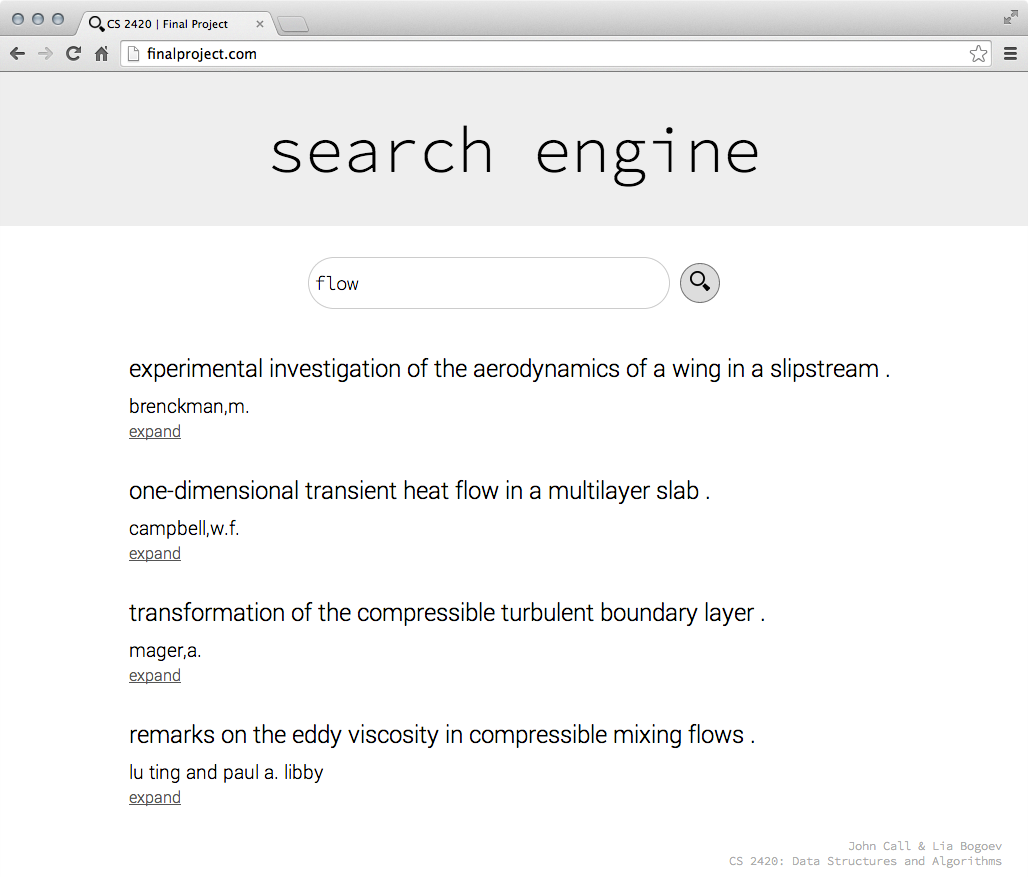 CS 2420 | Final Project
finalproject.com
search engine
flow
experimental investigation of the aerodynamics of a wing in a slipstream .
brenckman,m.
expand
one-dimensional transient heat flow in a multilayer slab .
campbell,w.f.
expand
transformation of the compressible turbulent boundary layer .
mager,a.
expand
remarks on the eddy viscosity in compressible mixing flows .
lu ting and paul a. libby
expand
John Call & Lia Bogoev
CS 2420: Data Structures and Algorithms